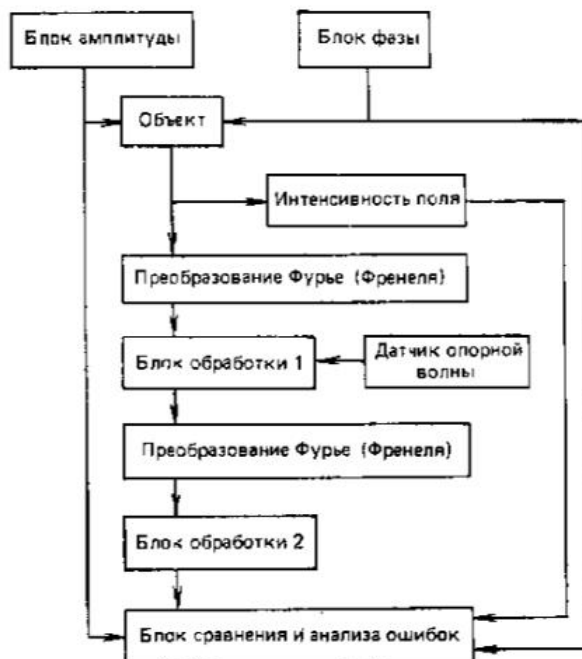 Блок амплитуды
Блок фазы
Объект
Интенсивность поля
Преобразование Фурье (Френеля)
Блок обработки 1
Датчик опорной
волны
Преобразование Фурье (Френеля)
Блок обработки 2
Блок сравнения и анализа ошибок